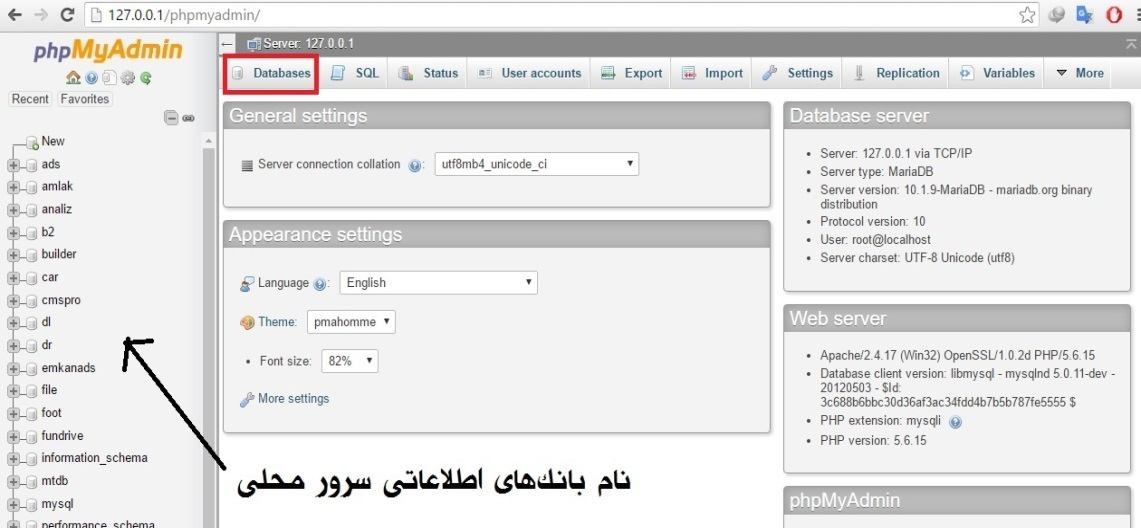 127.0.0.1/phpmyadmin/
phpMyAdmin
Recent Favorites
New
ads
amlak
analiz
b2
builder
car
cmspro
dl
dr
emkanads
file
foot
fundrive
information_schema
mtdb
mysql
performance_schema
Server: 127.0.0.1
Databases SQL Status User accounts Export Import Settings Replication Variables More
General settings
Server connection collation : utf8mb4_unicode_ci
Appearance settings
Language : English
Theme: pmahomme
Font size: 82%
More settings
نام بانک‌های اطلاعاتی سرور محلی
Database server
Server: 127.0.0.1 via TCP/IP
Server type: MariaDB
Server version: 10.1.9-MariaDB - mariadb.org binary
distribution
Protocol version: 10
User: root@localhost
Server charset: UTF-8 Unicode (utf8)
Web server
Apache/2.4.17 (Win32) OpenSSL/1.0.2d PHP/5.6.15
Database client version: libmysql - mysqlnd 5.0.11-dev -
20120503 - $Id:
3c688b6bbc30d36af3ac34fdd4b7b5b787fe5555 $
PHP extension: mysqli
PHP version: 5.6.15
phpMyAdmin